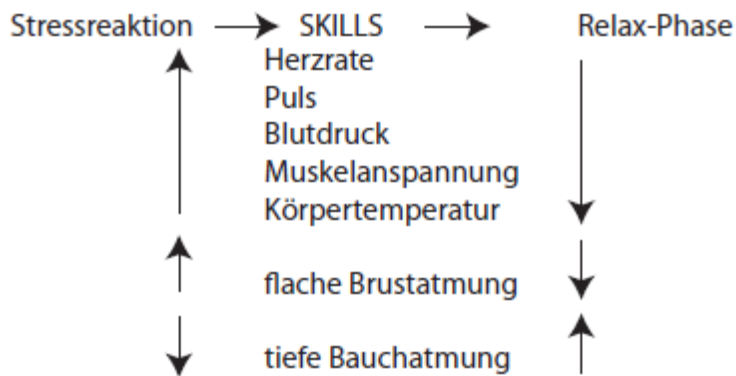 Stressreaktion SKILLS Relax-Phase
Herzrate
Puls
Blutdruck
Muskelanspannung
Körpertemperatur
flache Brustatmung
tiefe Bauchatmung